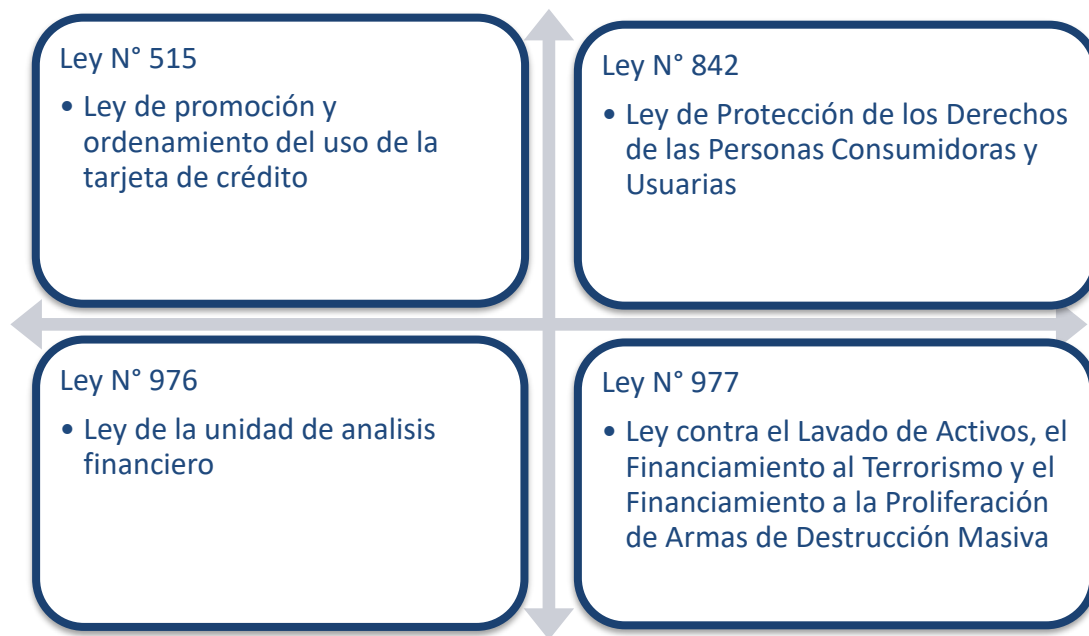 Ley N° 515
• Ley de promoción y
ordenamiento del uso de la
tarjeta de crédito
Ley N° 842
• Ley de Protección de los Derechos
de las Personas Consumidoras y
Usuarias
Ley N° 976
• Ley de la unidad de analisis
financiero
Ley N° 977
• Ley contra el Lavado de Activos, el
Financiamiento al Terrorismo y el
Financiamiento a la Proliferación
de Armas de Destrucción Masiva